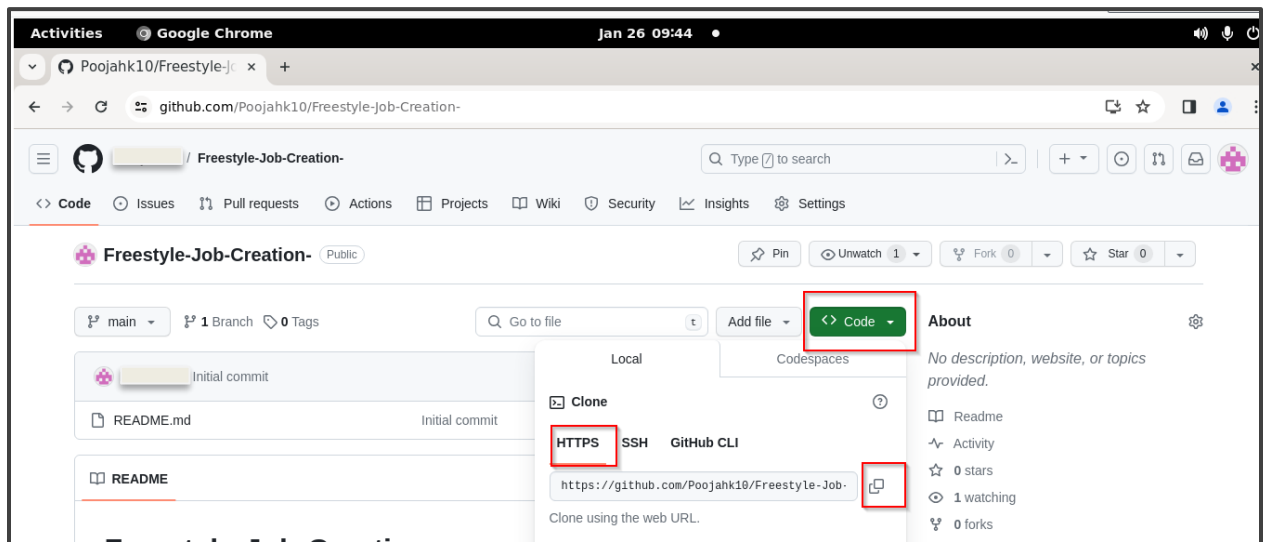 Activities Google Chrome Jan 26 09:44
Poojahk10/Freestyle-Jo
github.com/Poojahk10/Freestyle-Job-Creation-
/ Freestyle-Job-Creation- Type / to search
Code Issues Pull requests Actions Projects Wiki Security Insights Settings
Freestyle-Job-Creation- Public Pin Unwatch 1 Fork 0 Star 0
main 1 Branch 0 Tags Go to file t Add file Code About
Local Codespaces
No description, website, or topics
provided.
Initial commit
Clone
README.md Initial commit
Readme
HTTPS SSH GitHub CLI
Activity
README
0 stars
https://github.com/Poojahk10/Freestyle-Job-
1 watching
Clone using the web URL.
0 forks